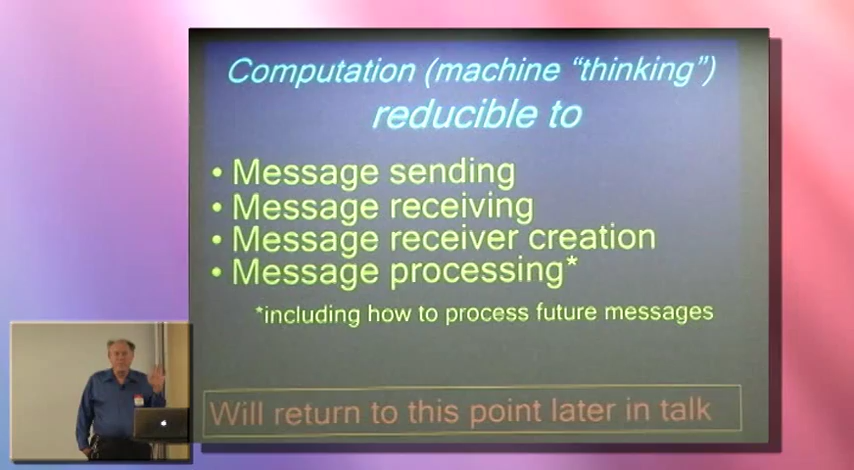 Computation (machine “thinking”)
reducible to
• Message sending
• Message receiving
• Message receiver creation
• Message processing*
*including how to process future messages
Will return to this point later in talk